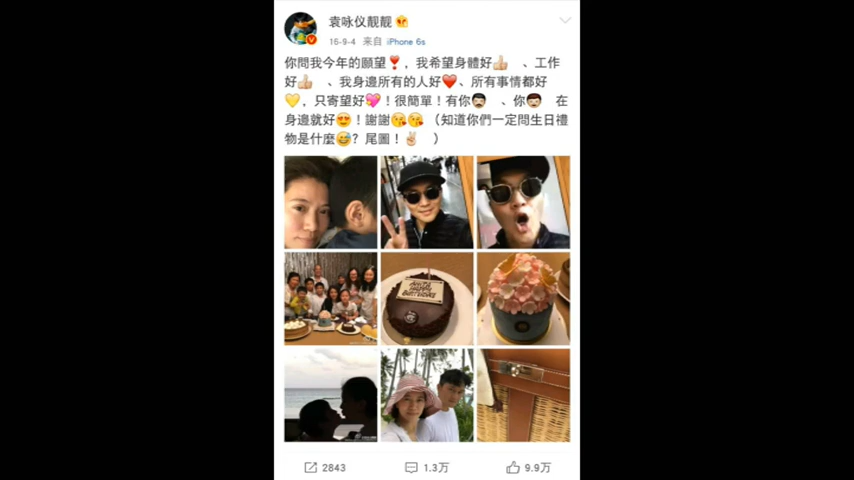 袁咏仪靓靓
16-9-4 来自 iPhone 6s
你問我今年的願望❣️，我希望身體好👍🏻 、工作
好👍🏻 、我身邊所有的人好❤️、所有事情都好
💛，只寄望好💖！很簡單！有你👨🏻 、你👦🏻 在
身邊就好😍！謝謝😘😘（知道你們一定問生日禮
物是什麼😅？尾圖！✌🏻 ）
ANITA
HAPPY
BIRTHDAY
2843
1.3万
9.9万